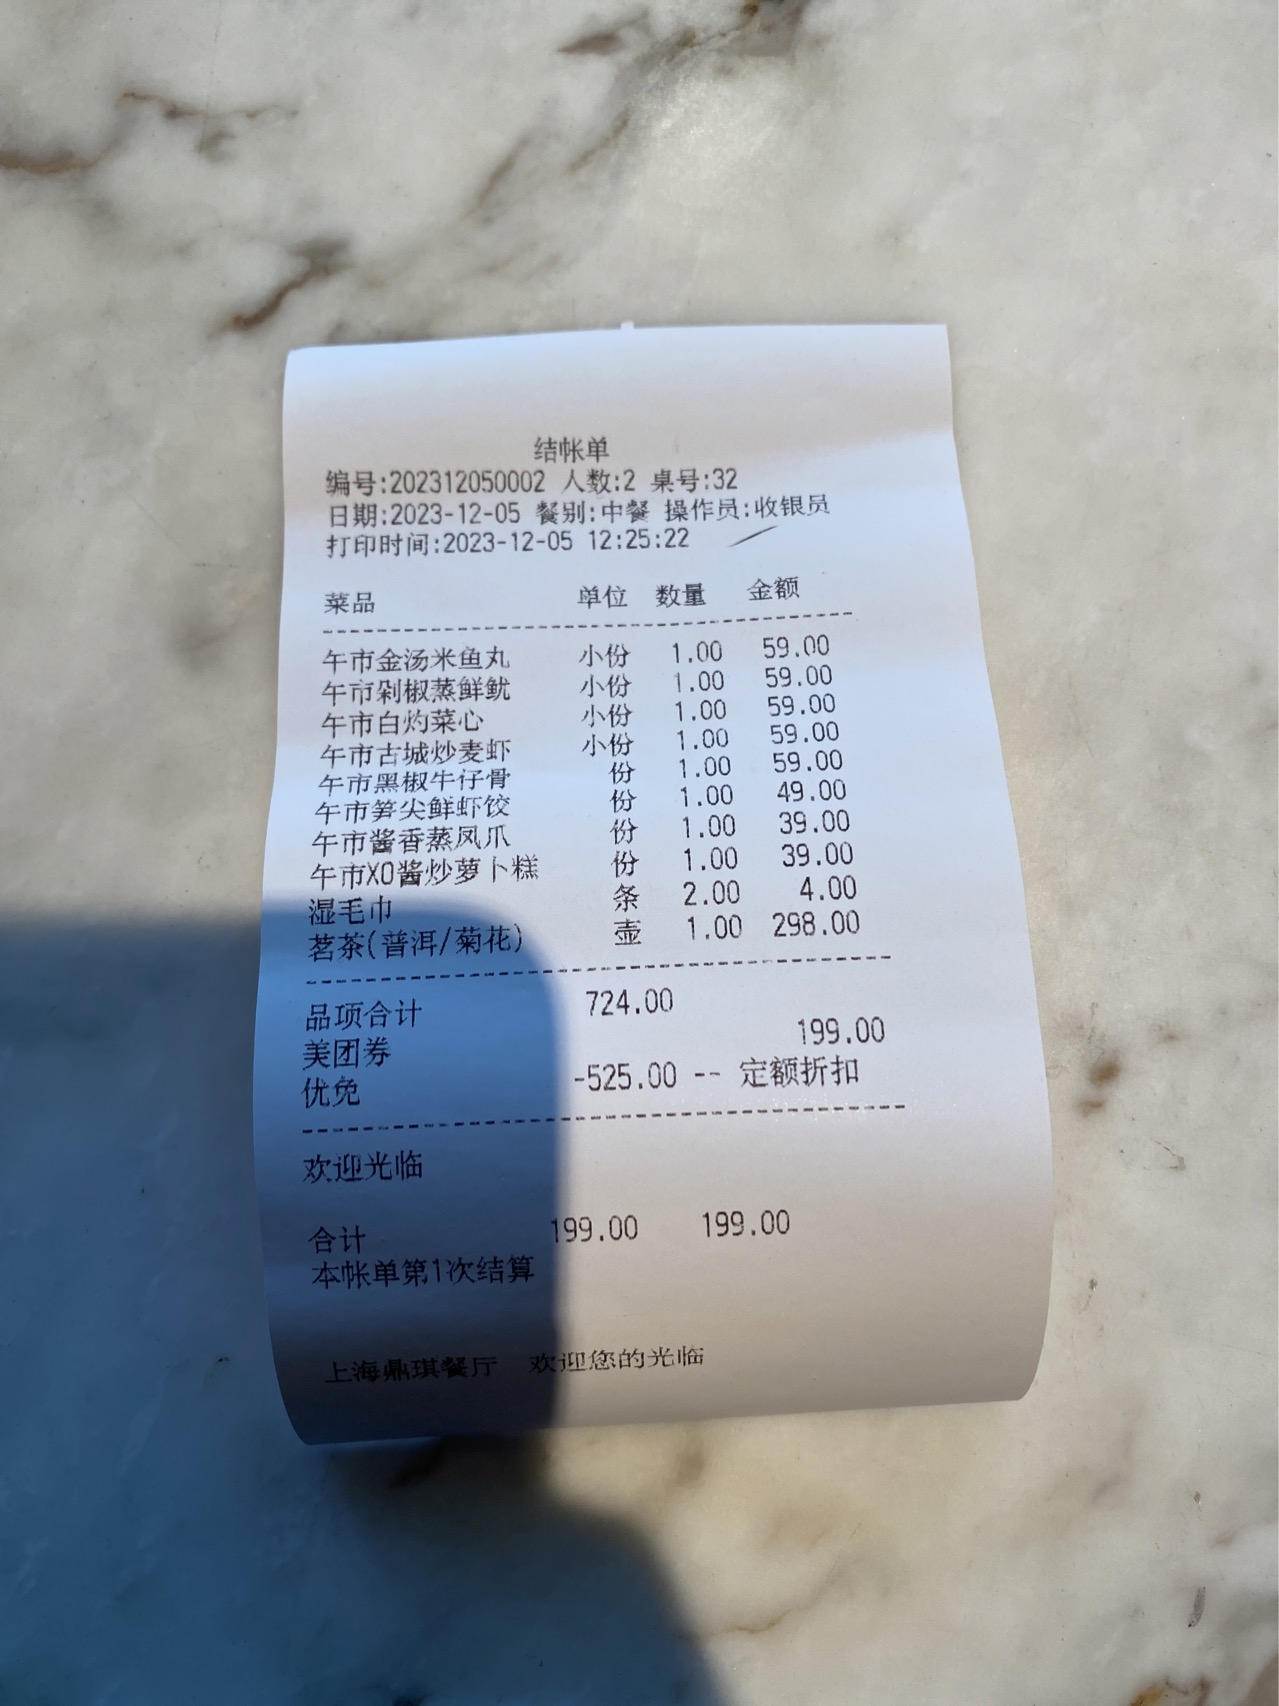 结帐单
编号:202312050002 人数:2 桌号:32
日期:2023-12-05 餐别:中餐 操作员:收银员
打印时间:2023-12-05 12:25:22
菜品 单位 数量 金额
午市金汤米鱼丸 小份 1.00 59.00
午市剁椒蒸鲜鱿 小份 1.00 59.00
午市白灼菜心 小份 1.00 59.00
午市古城炒麦虾 小份 1.00 59.00
午市黑椒牛仔骨 份 1.00 59.00
午市笋尖鲜虾饺 份 1.00 49.00
午市酱香蒸凤爪 份 1.00 39.00
午市XO酱炒萝卜糕 份 1.00 39.00
湿毛巾 条 2.00 4.00
茗茶(普洱/菊花) 壶 1.00 298.00
品项合计 724.00
美团券 199.00
优免 -525.00 -- 定额折扣
欢迎光临
合计 199.00 199.00
本帐单第1次结算
上海鼎琪餐厅 欢迎您的光临